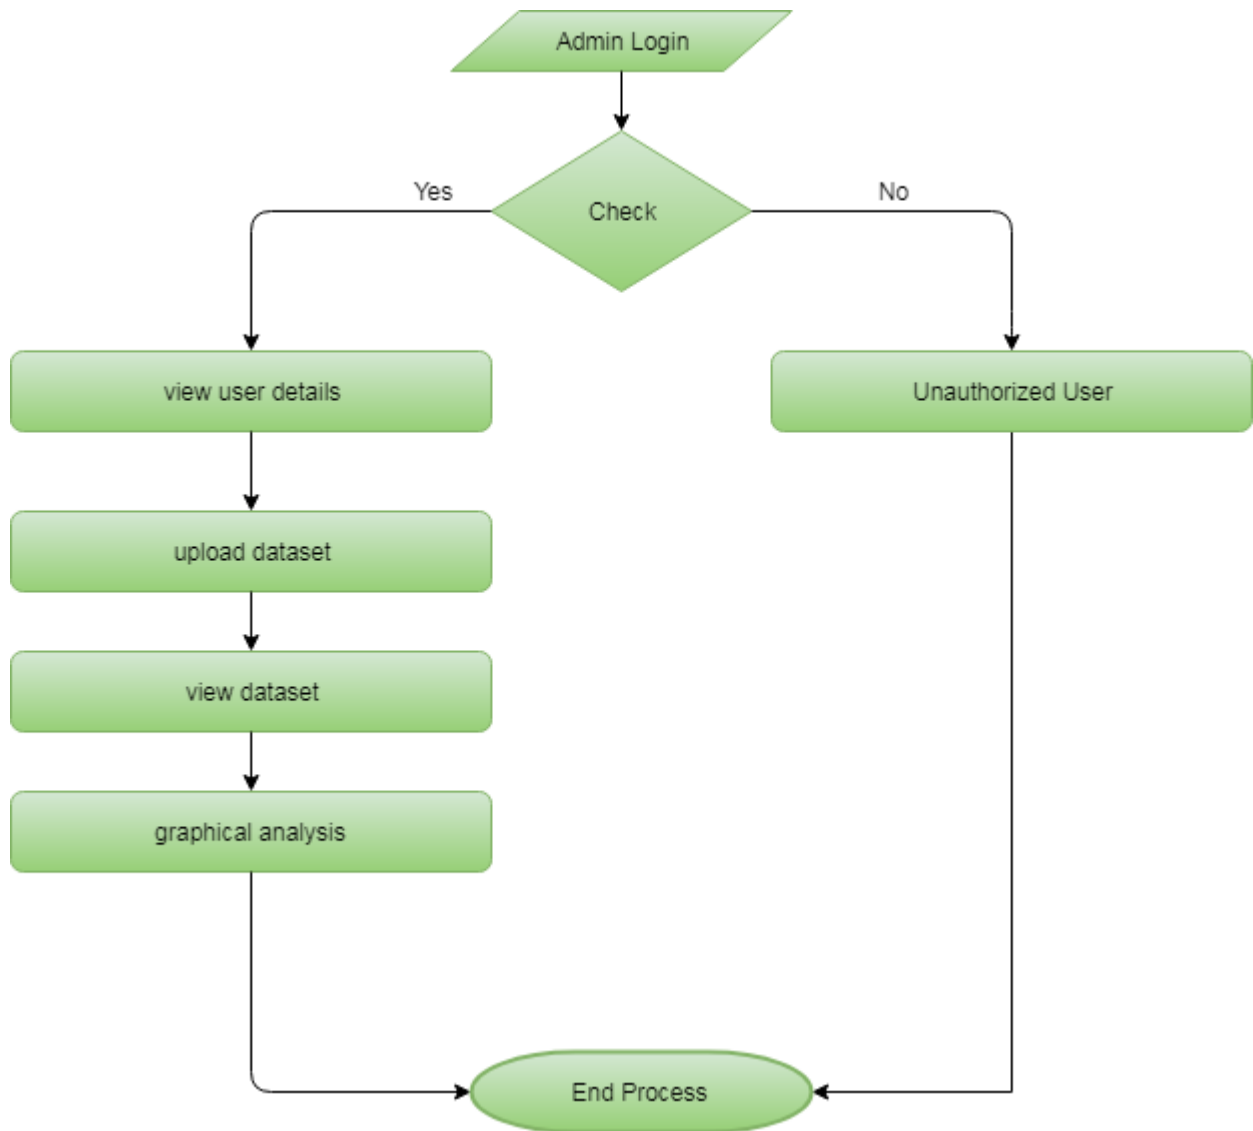 Admin Login
Check
Yes
No
view user details
Unauthorized User
upload dataset
view dataset
graphical analysis
End Process